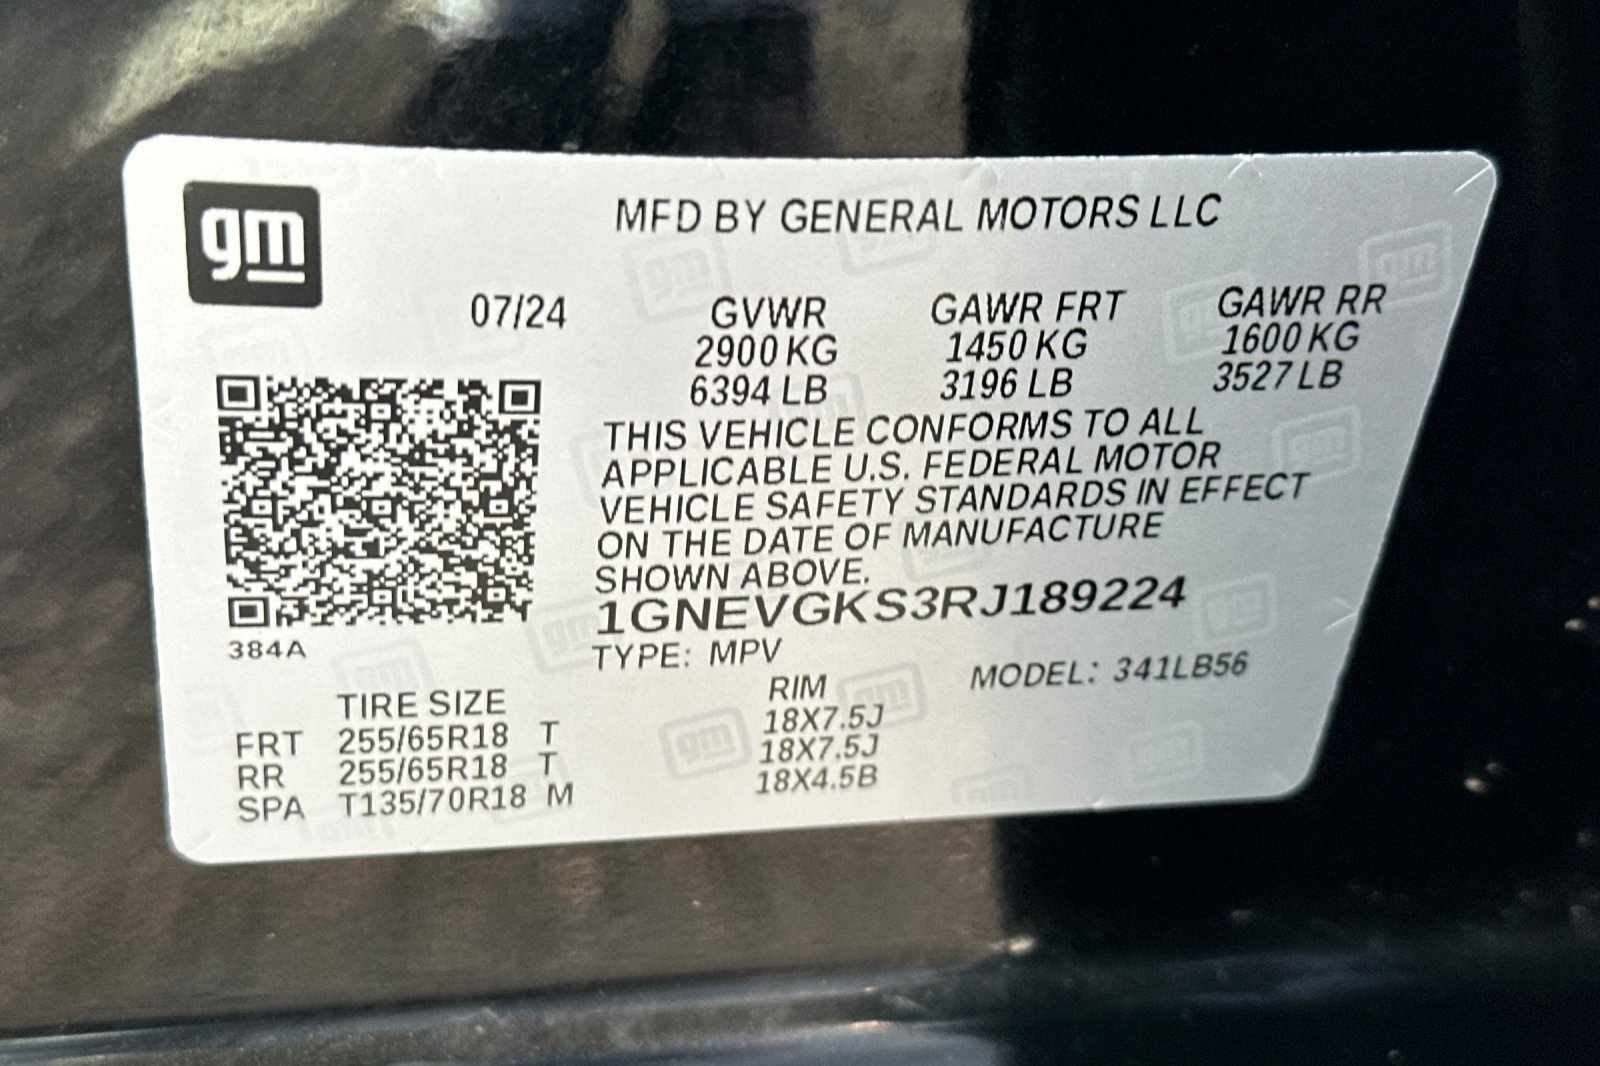 gm
MFD BY GENERAL MOTORS LLC
07/24 GVWR GAWR FRT GAWR RR
2900 KG 1450 KG 1600 KG
6394 LB 3196 LB 3527 LB
THIS VEHICLE CONFORMS TO ALL
APPLICABLE U.S. FEDERAL MOTOR
VEHICLE SAFETY STANDARDS IN EFFECT
ON THE DATE OF MANUFACTURE
SHOWN ABOVE.
1GNEVGKS3RJ189224
384A
TYPE: MPV
MODEL: 341LB56
TIRE SIZE RIM
FRT 255/65R18 T 18X7.5J
RR 255/65R18 T 18X7.5J
SPA T135/70R18 M 18X4.5B